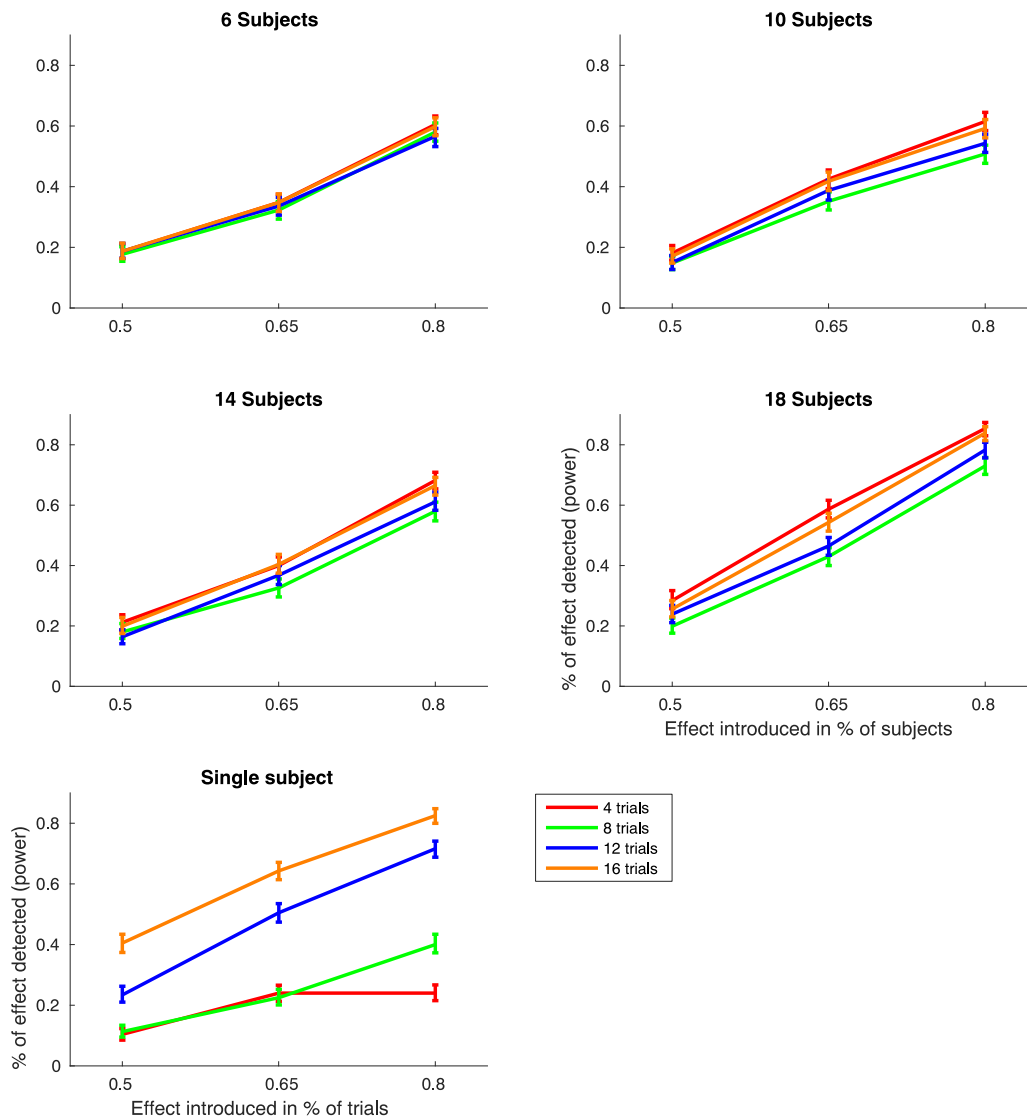 6 Subjects
0.8
0.6
0.4
0.2
0
0.5 0.65 0.8
10 Subjects
0.8
0.6
0.4
0.2
0
0.5 0.65 0.8
14 Subjects
0.8
0.6
0.4
0.2
0
0.5 0.65 0.8
18 Subjects
% of effect detected (power)
0.8
0.6
0.4
0.2
0
0.5 0.65 0.8
Effect introduced in % of subjects
Single subject
% of effect detected (power)
0.8
0.6
0.4
0.2
0
0.5 0.65 0.8
Effect introduced in % of trials
4 trials
8 trials
12 trials
16 trials